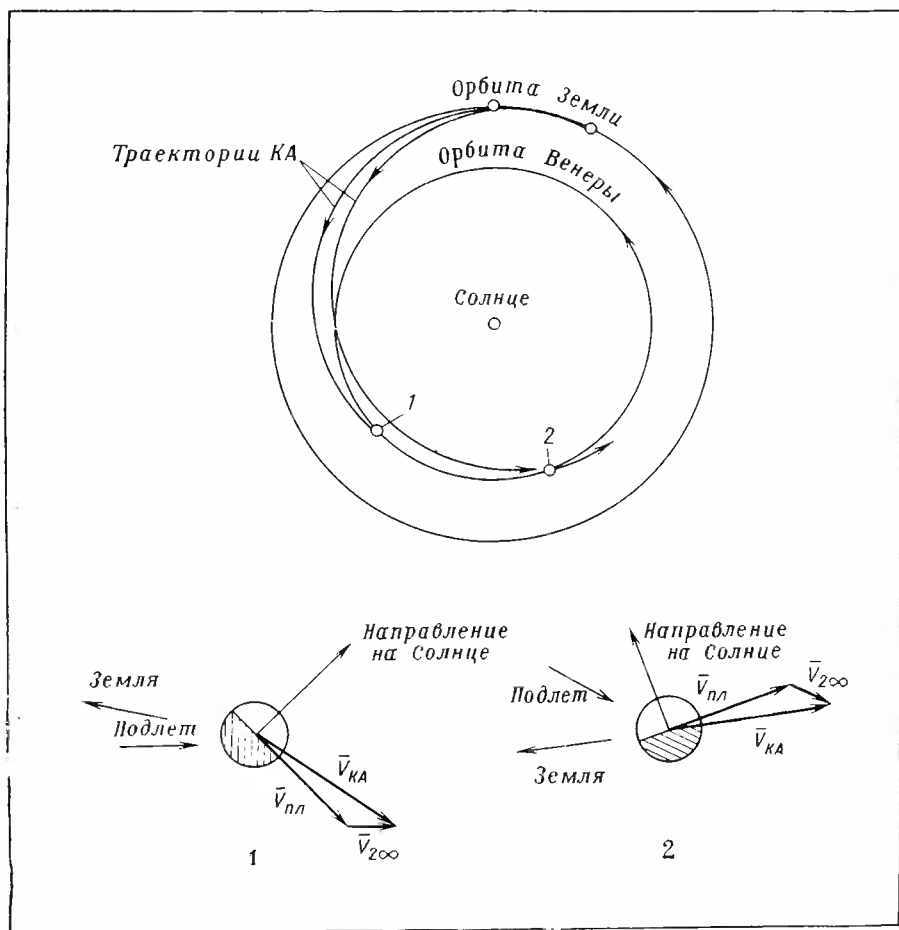 Орбита Земли
Траектории КА
Орбита Венеры
Солнце
1
2
Направление
на Солнце
Земля
Подлет
V̅КА
V̅пл
V̅2∞
1
Направление
на Солнце
Подлет
V̅пл
V̅2∞
V̅КА
Земля
2